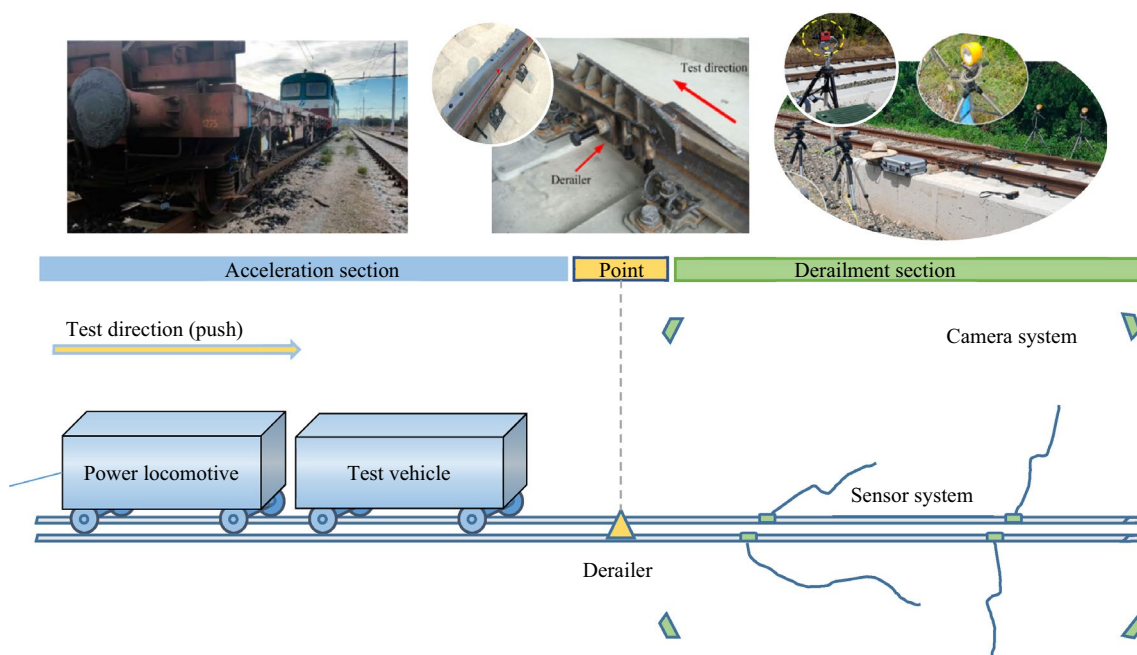 Test direction
Derailer
Acceleration section
Point
Derailment section
Test direction (push)
Camera system
Power locomotive
Test vehicle
Sensor system
Derailer